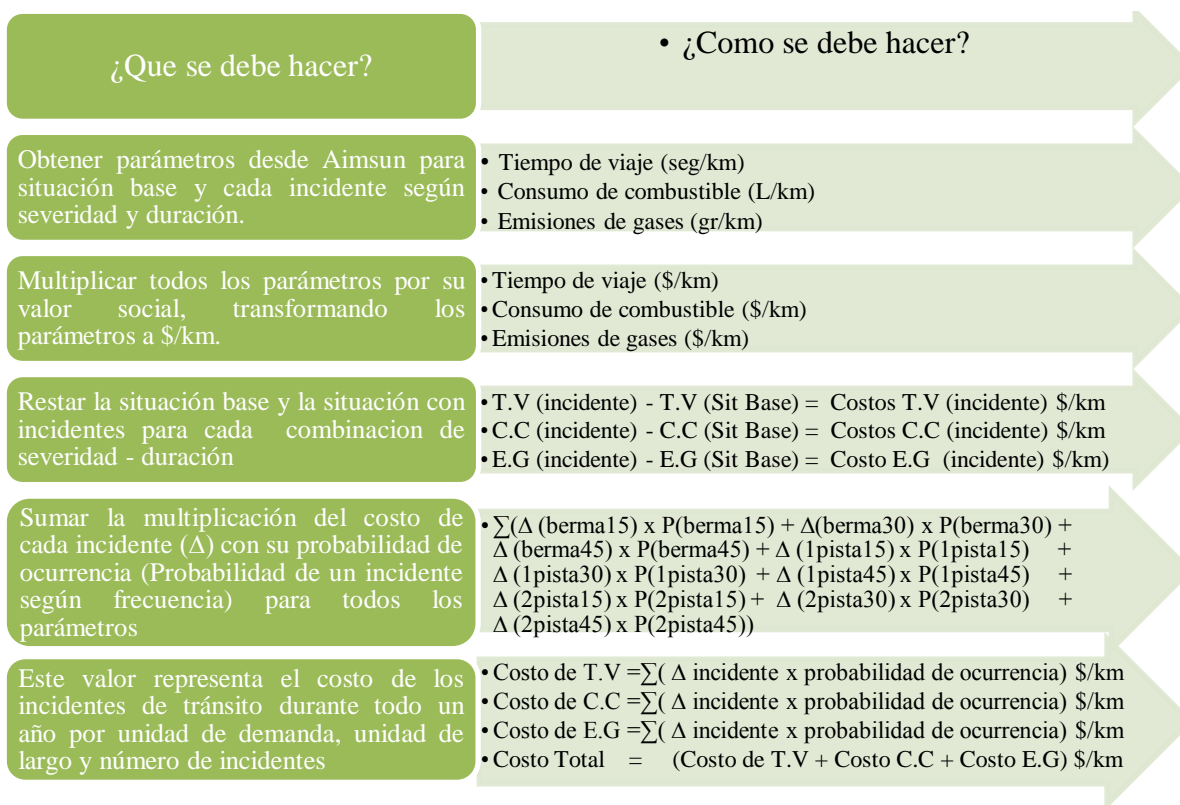 ¿Que se debe hacer?
• ¿Como se debe hacer?
Obtener parámetros desde Aimsun para
situación base y cada incidente según
severidad y duración.
• Tiempo de viaje (seg/km)
• Consumo de combustible (L/km)
• Emisiones de gases (gr/km)
Multiplicar todos los parámetros por su
valor social, transformando los
parámetros a $/km.
• Tiempo de viaje ($/km)
• Consumo de combustible ($/km)
• Emisiones de gases ($/km)
Restar la situación base y la situación con
incidentes para cada combinacion de
severidad - duración
• T.V (incidente) - T.V (Sit Base) = Costos T.V (incidente) $/km
• C.C (incidente) - C.C (Sit Base) = Costos C.C (incidente) $/km
• E.G (incidente) - E.G (Sit Base) = Costo E.G (incidente) $/km)
Sumar la multiplicación del costo de
cada incidente (Δ) con su probabilidad de
ocurrencia (Probabilidad de un incidente
según frecuencia) para todos los
parámetros
• ∑(Δ (berma15) x P(berma15) + Δ(berma30) x P(berma30) +
Δ (berma45) x P(berma45) + Δ (1pista15) x P(1pista15) +
Δ (1pista30) x P(1pista30) + Δ (1pista45) x P(1pista45) +
Δ (2pista15) x P(2pista15) + Δ (2pista30) x P(2pista30) +
Δ (2pista45) x P(2pista45))
Este valor representa el costo de los
incidentes de tránsito durante todo un
año por unidad de demanda, unidad de
largo y número de incidentes
• Costo de T.V =∑( Δ incidente x probabilidad de ocurrencia) $/km
• Costo de C.C =∑( Δ incidente x probabilidad de ocurrencia) $/km
• Costo de E.G =∑( Δ incidente x probabilidad de ocurrencia) $/km
• Costo Total = (Costo de T.V + Costo C.C + Costo E.G) $/km